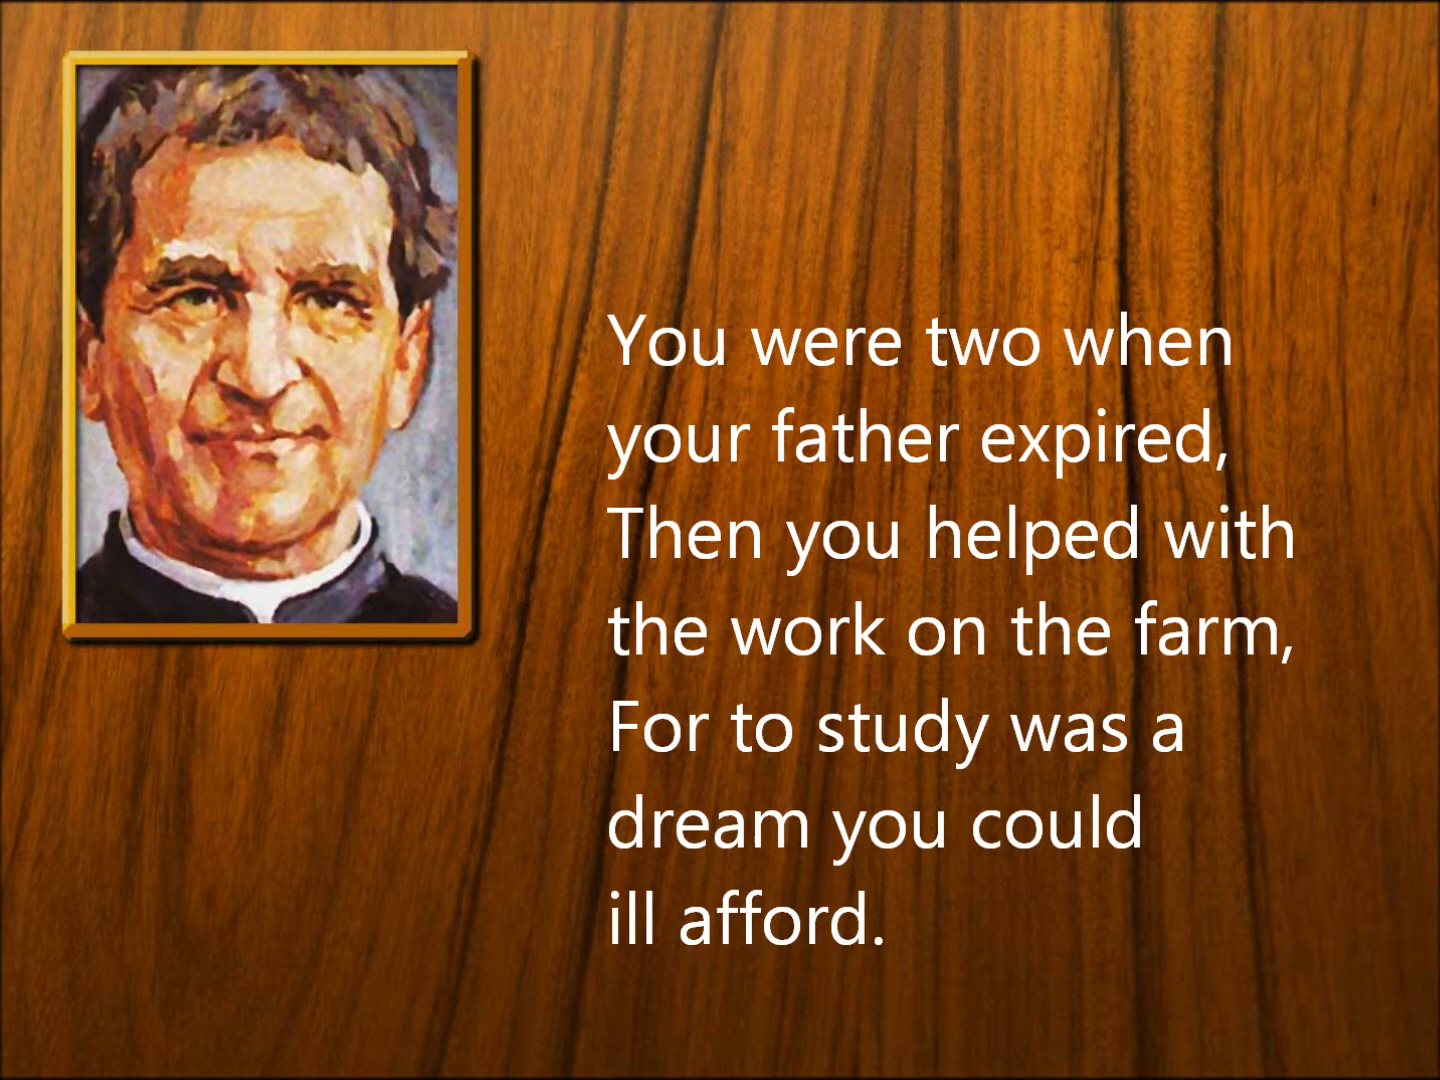 You were two when
your father expired,
Then you helped with
the work on the farm,
For to study was a
dream you could
ill afford.